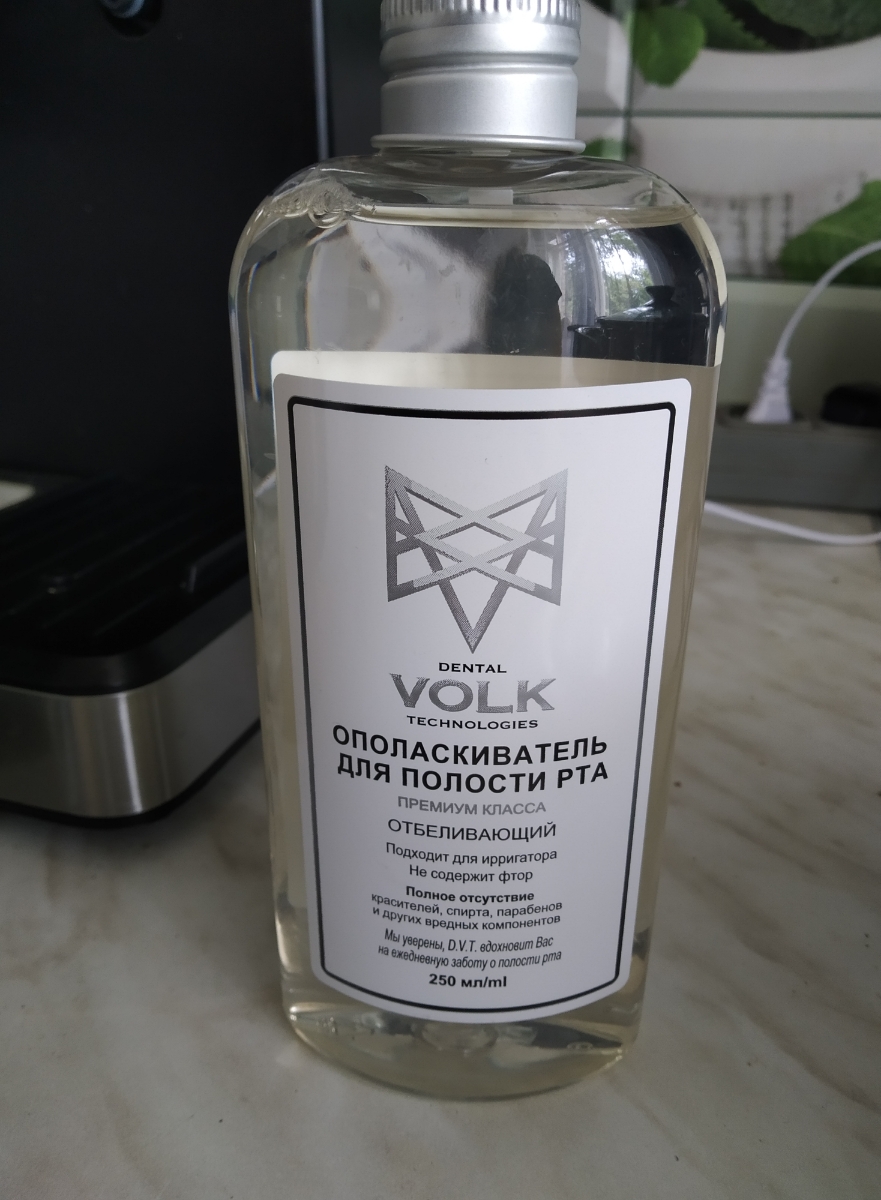 DENTAL
VOLK
TECHNOLOGIES
ОПОЛАСКИВАТЕЛЬ
ДЛЯ ПОЛОСТИ РТА
ПРЕМИУМ КЛАССА
ОТБЕЛИВАЮЩИЙ
Подходит для ирригатора
Не содержит фтор
Полное отсутствие
красителей, спирта, парабенов
и других вредных компонентов
Мы уверены, D.V.T. вдохновит Вас
на ежедневную заботу о полости рта
250 мл/ml